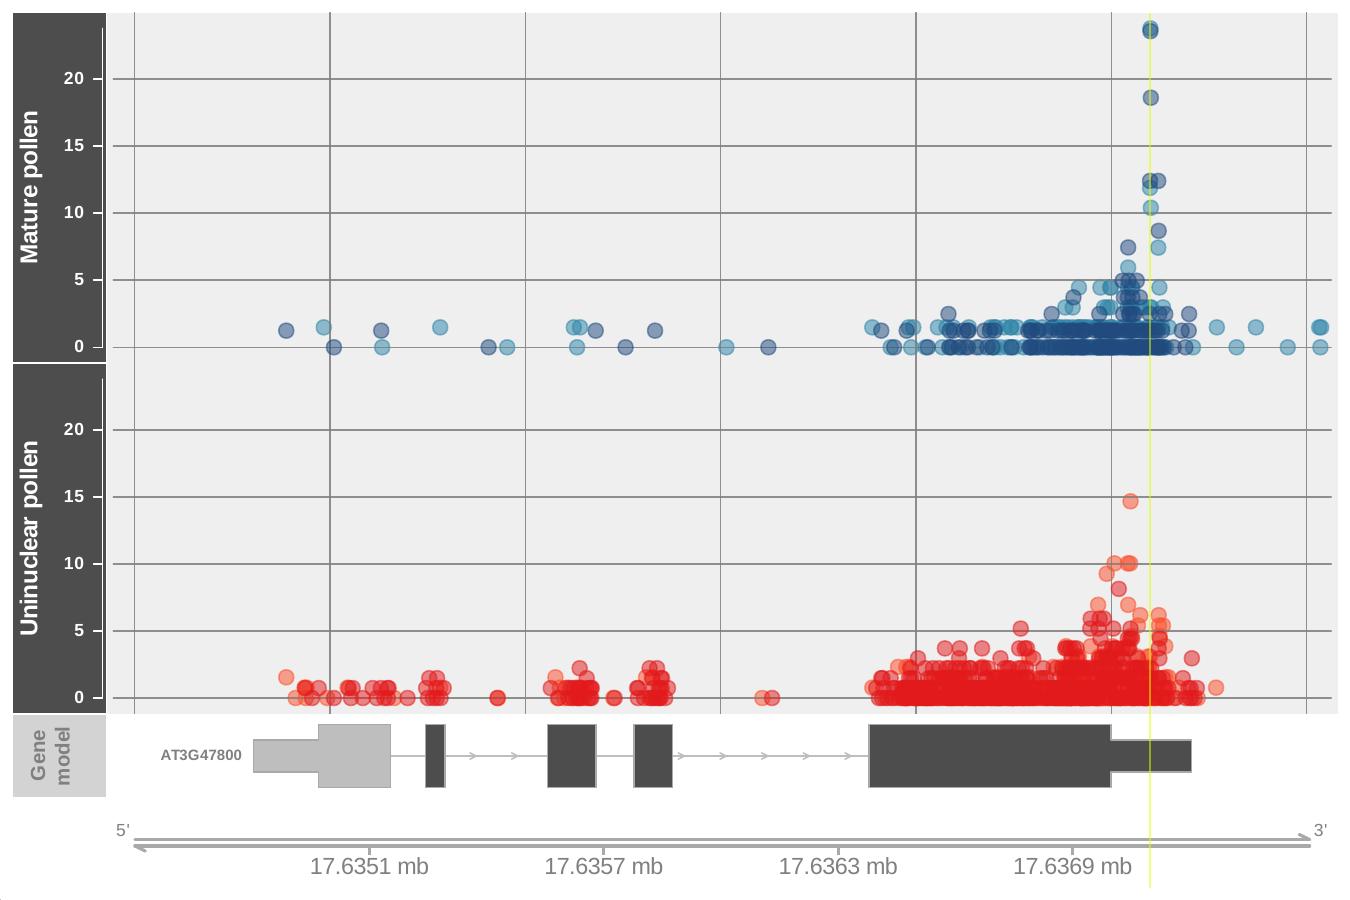 Mature pollen
20
15
10
5
0
Uninuclear pollen
20
15
10
5
0
Gene
model
AT3G47800
5'
3'
17.6351 mb
17.6357 mb
17.6363 mb
17.6369 mb